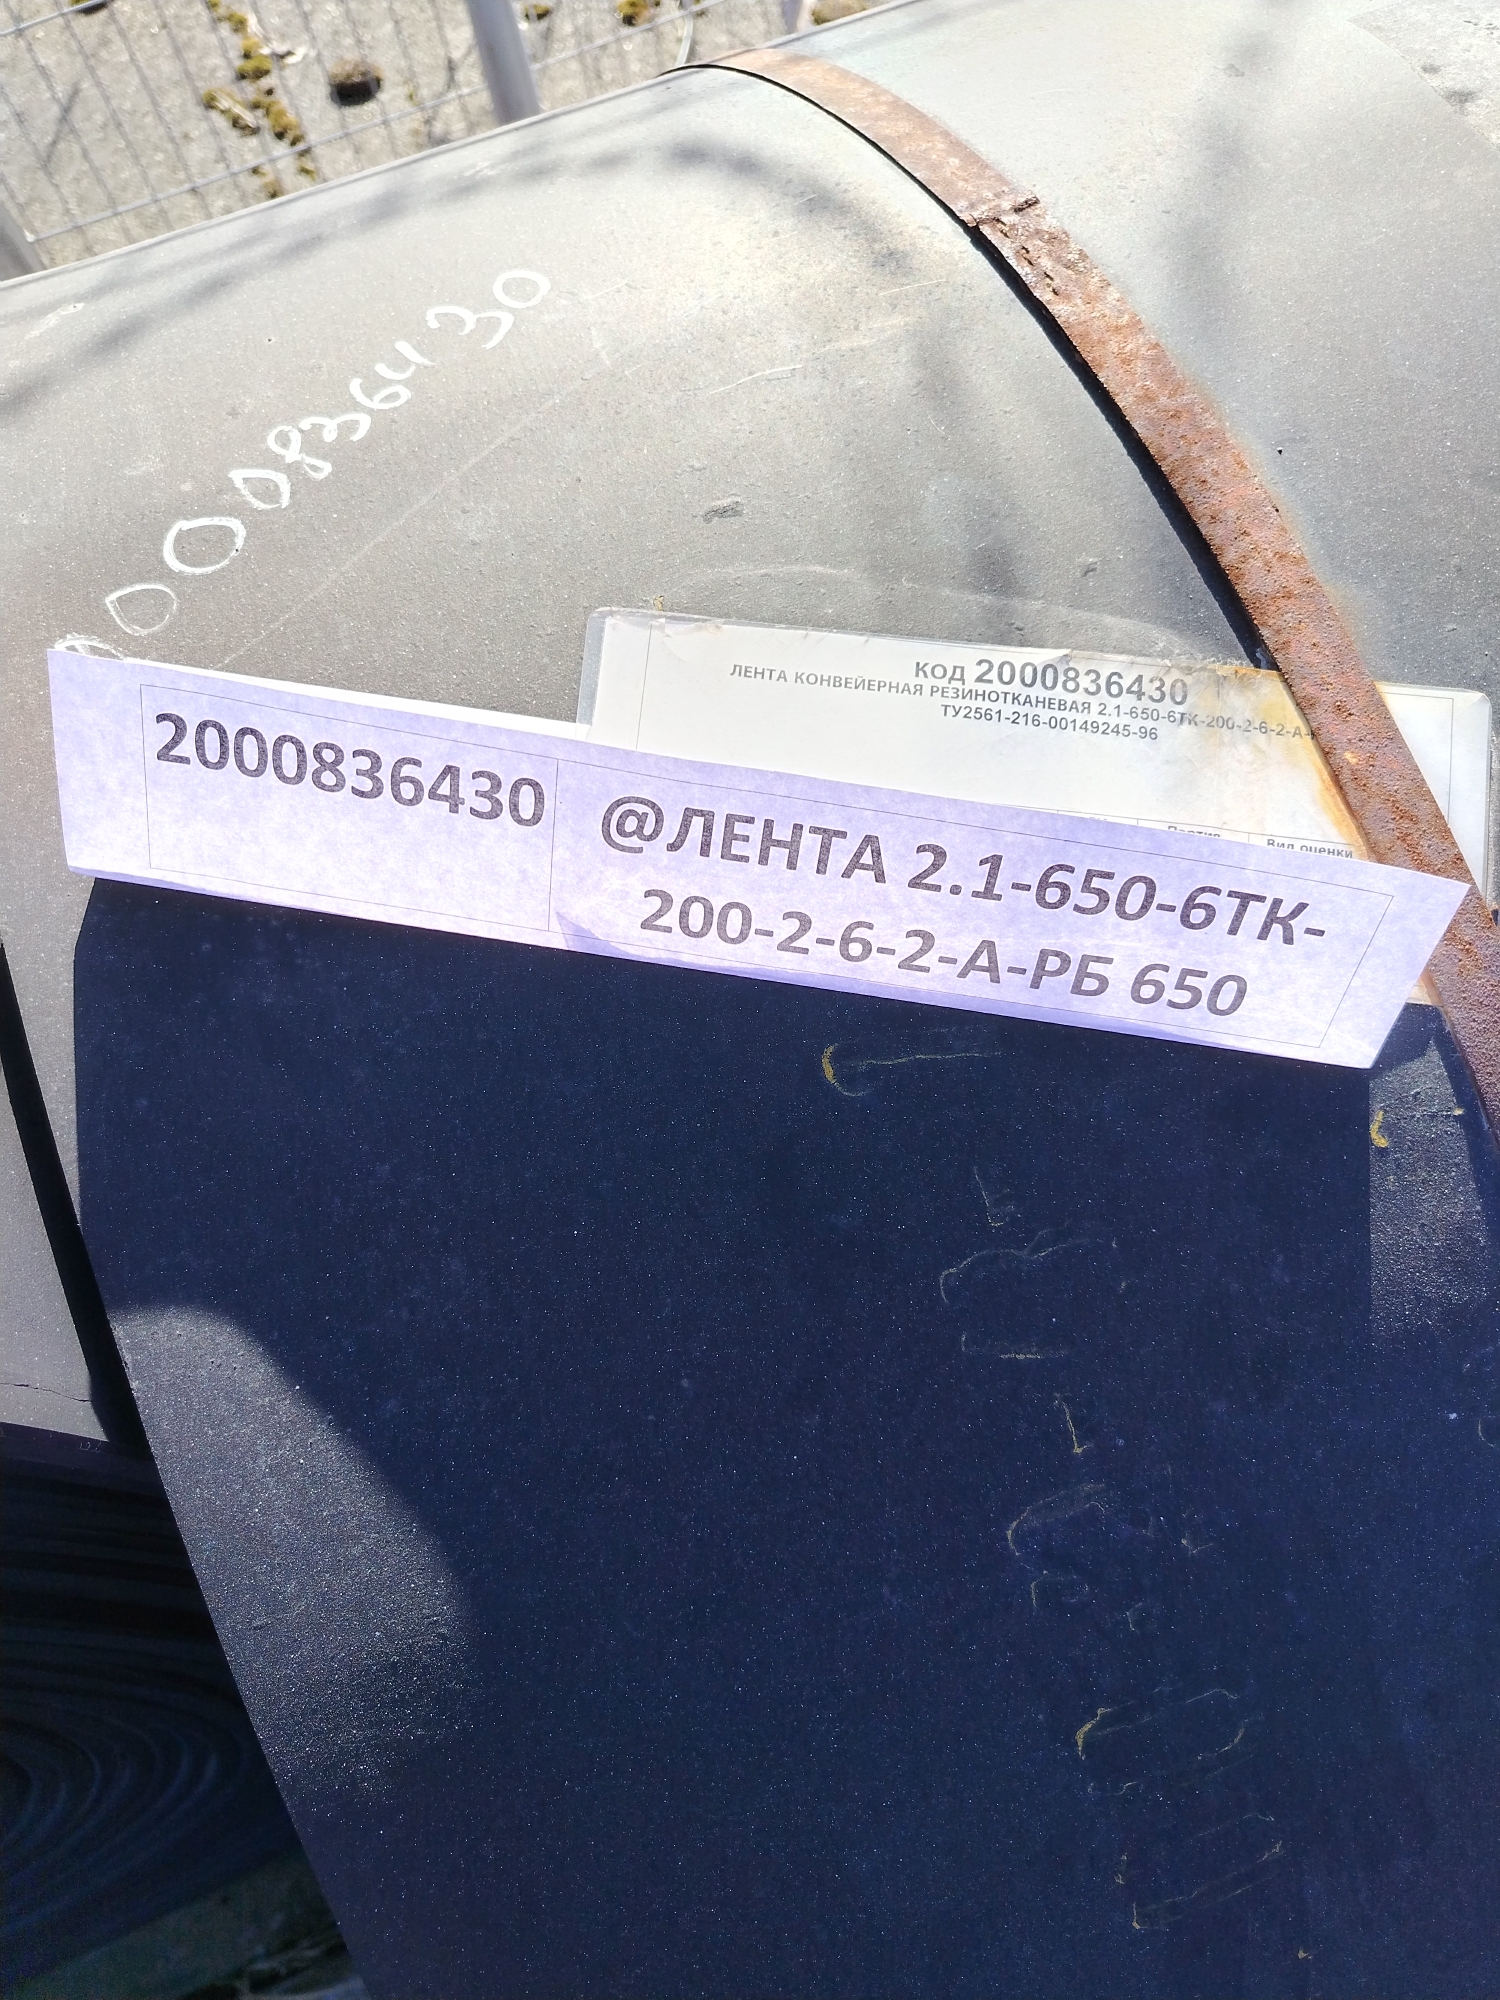 00083643О
КОД 2000836430
ЛЕНТА КОНВЕЙЕРНАЯ РЕЗИНОТКАНЕВАЯ 2.1-650-6ТК-200-2-6-2-А-
ТУ2561-216-00149245-96
Партия
Вид оценки
2000836430
@ЛЕНТА 2.1-650-6ТК-
200-2-6-2-А-РБ 650